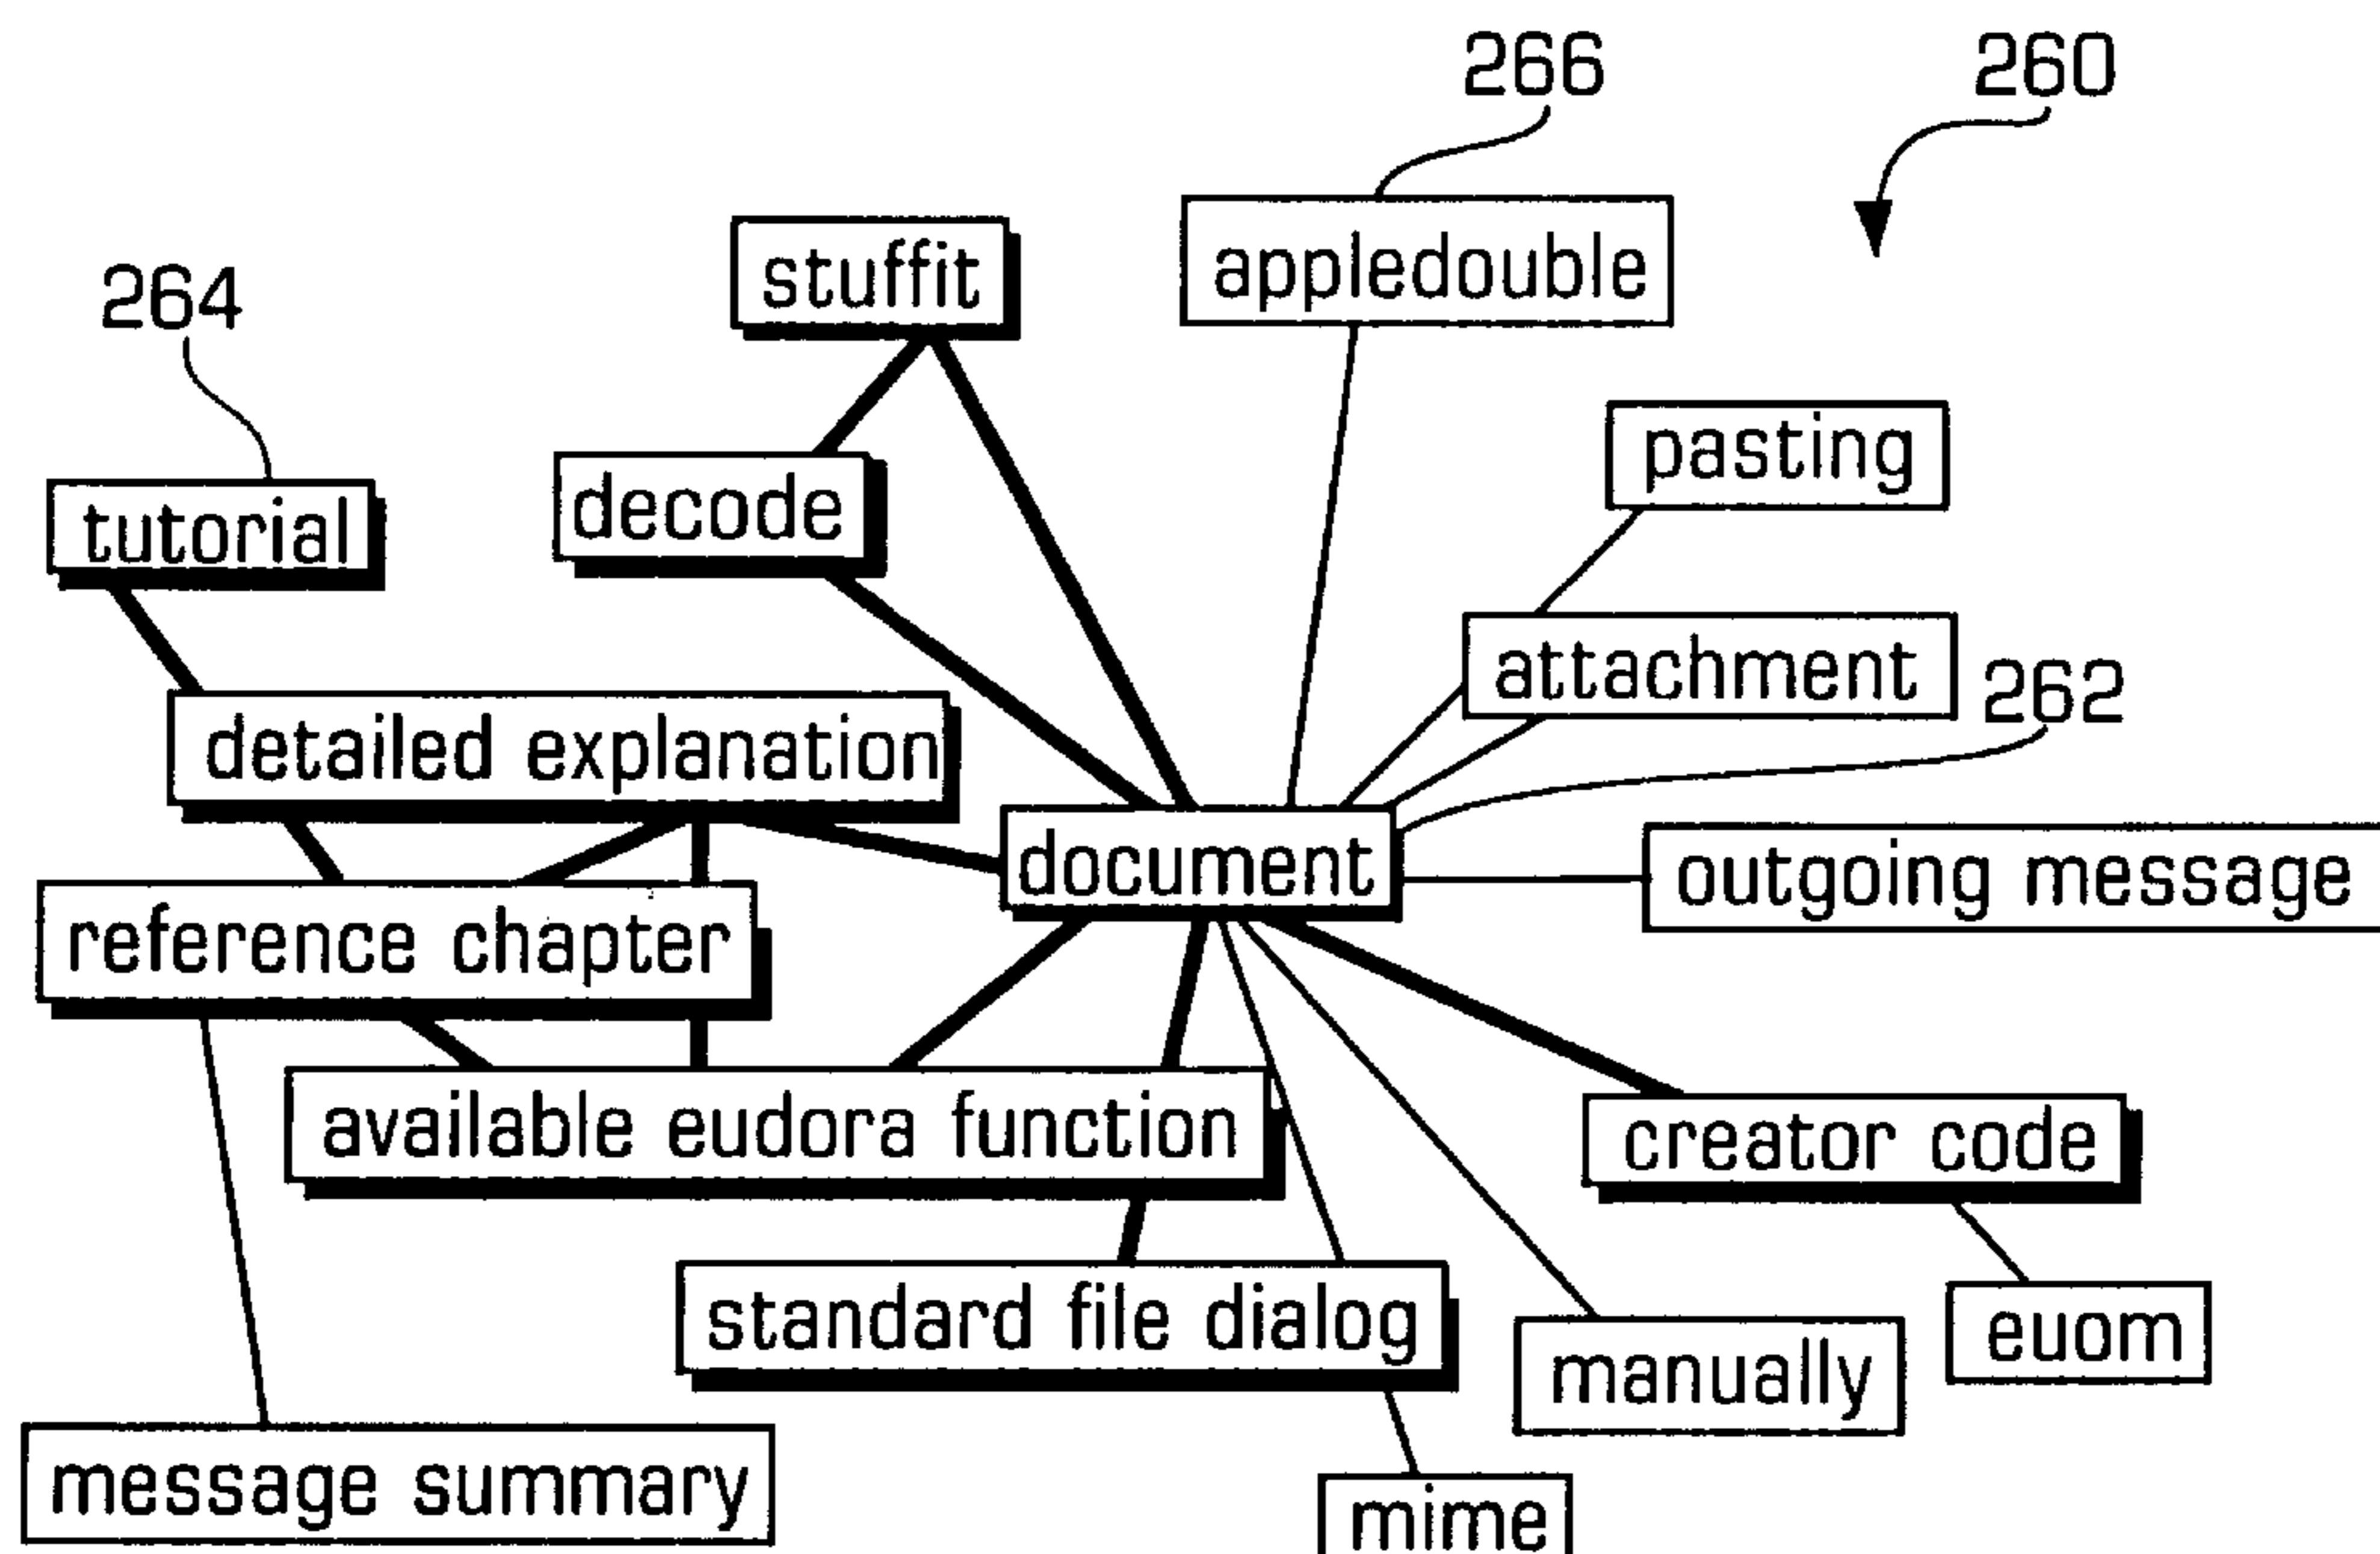 266
260
stuffit
appledouble
264
pasting
decode
tutorial
attachment
262
detailed explanation
document
outgoing message
reference chapter
available eudora function
creator code
standard file dialog
euom
manually
message summary
mime